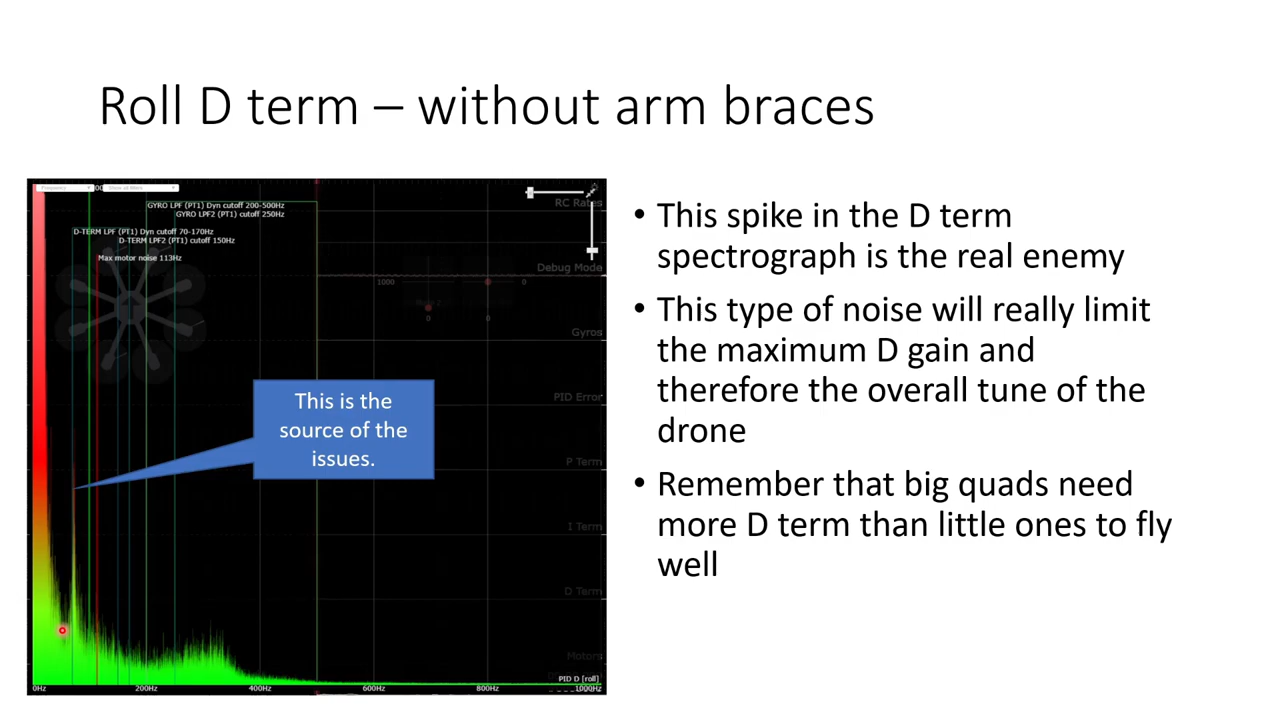 Roll D term – without arm braces
GYRO LPF (PT1) Dyn cutoff 200-500Hz
GYRO LPF2 (PT1) cutoff 250Hz
D-TERM LPF (PT1) Dyn cutoff 70-170Hz
D-TERM LPF2 (PT1) cutoff 150Hz
Max motor noise 113Hz
RC Rates
Debug Mode
1000
0
0
0
Gyros
PID Error
P Term
I Term
D Term
Motors
This is the
source of the
issues.
PID D [roll]
0Hz
200Hz
400Hz
600Hz
800Hz
1000Hz
• This spike in the D term
spectrograph is the real enemy
• This type of noise will really limit
the maximum D gain and
therefore the overall tune of the
drone
• Remember that big quads need
more D term than little ones to fly
well